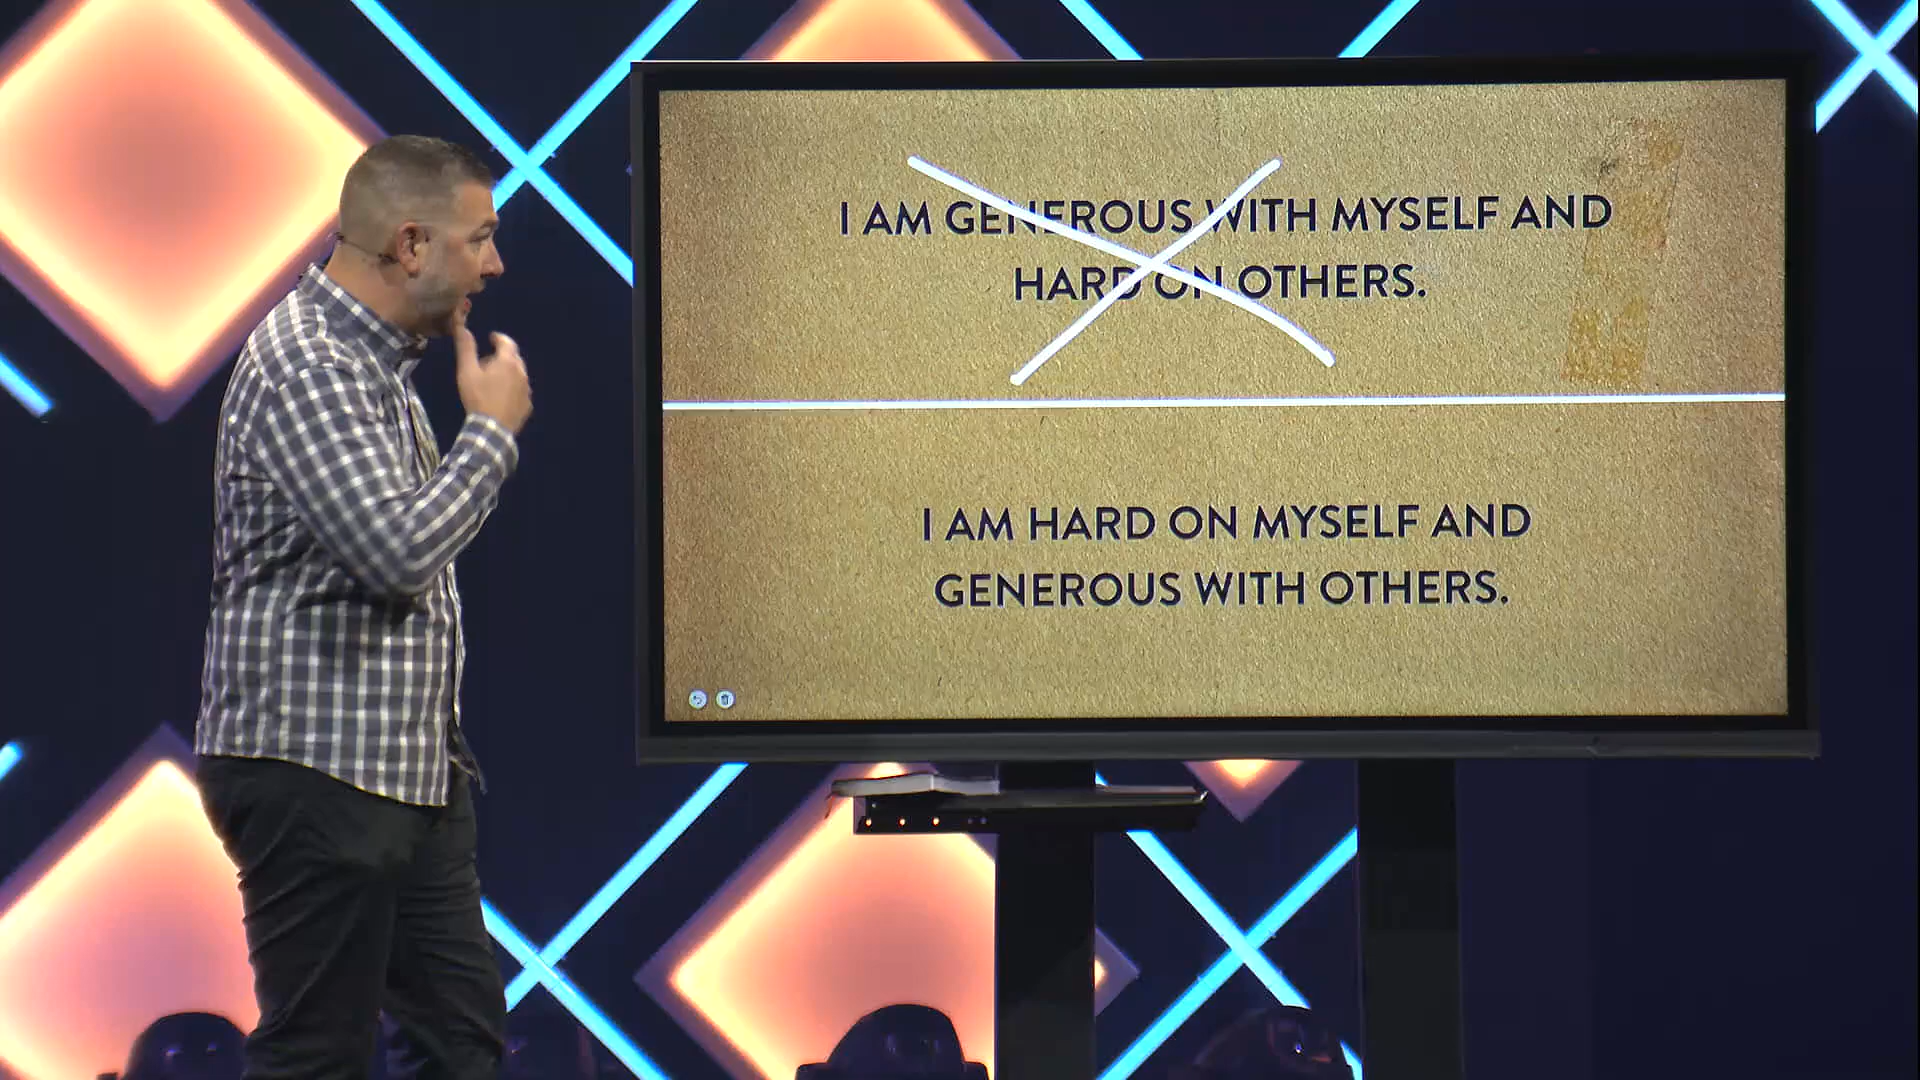 I AM GENEROUS WITH MYSELF AND
HARD ON OTHERS.
I AM HARD ON MYSELF AND
GENEROUS WITH OTHERS.